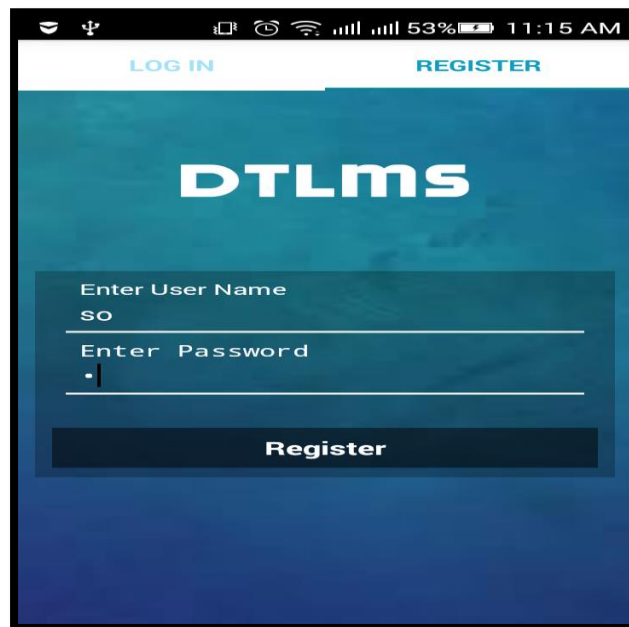 53% 11:15 AM
LOG IN REGISTER
DTLms
Enter User Name
so
Enter Password
•
Register